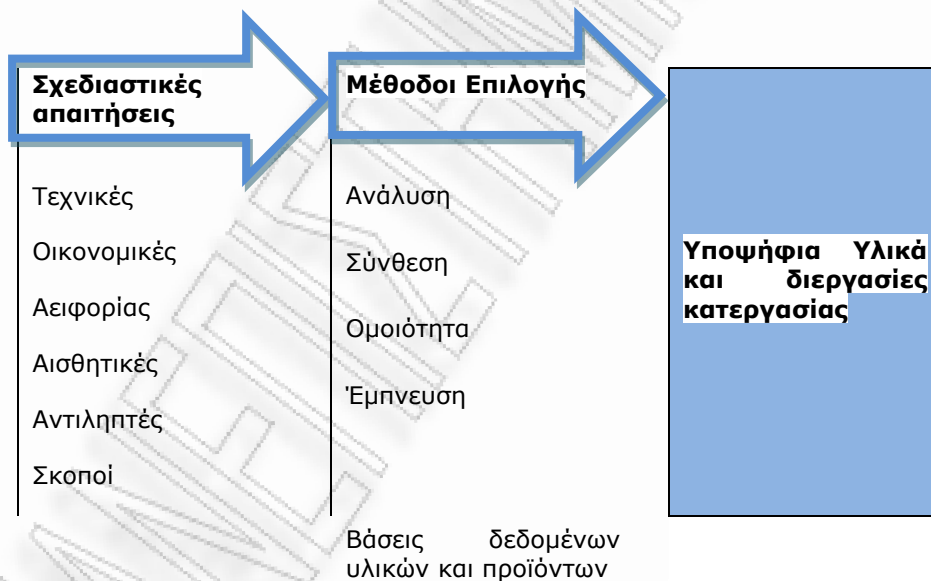 Σχεδιαστικές
απαιτήσεις
Τεχνικές
Οικονομικές
Αειφορίας
Αισθητικές
Αντιληπτές
Σκοποί
Μέθοδοι Επιλογής
Ανάλυση
Σύνθεση
Ομοιότητα
Έμπνευση
Βάσεις δεδομένων
υλικών και προϊόντων
Υποψήφια Υλικά
και διεργασίες
κατεργασίας